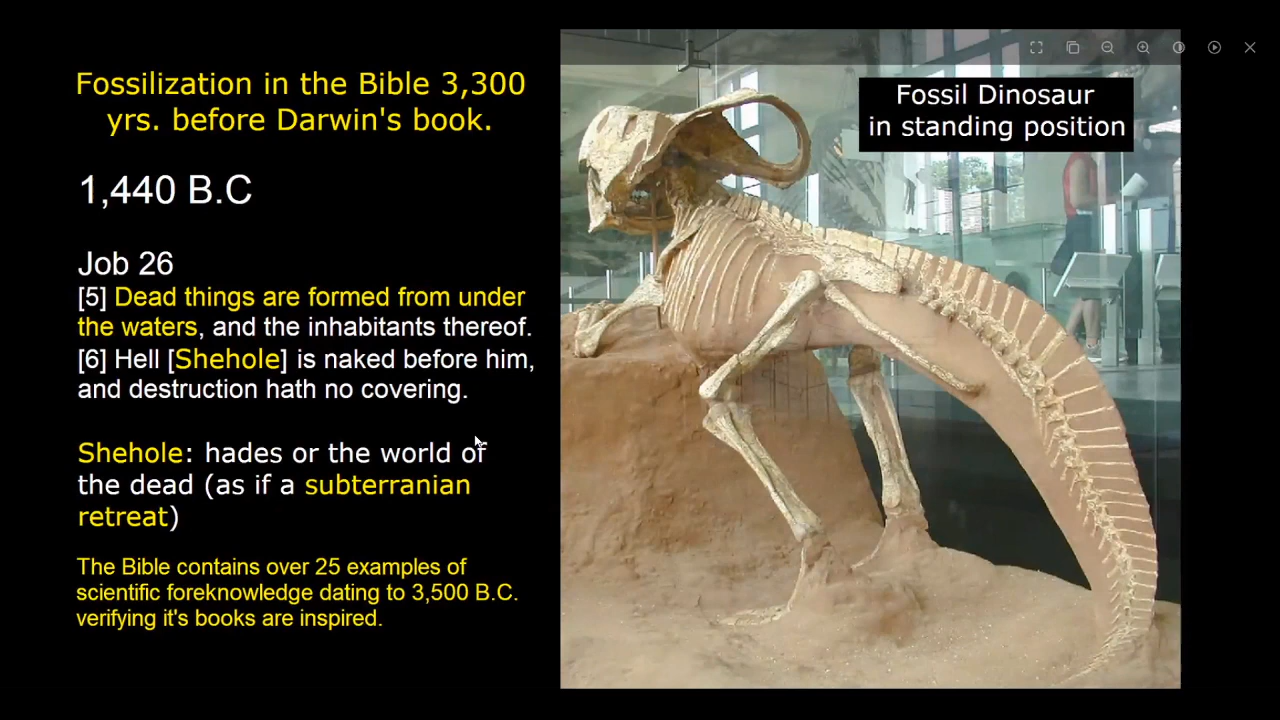 Fossilization in the Bible 3,300
yrs. before Darwin's book.
1,440 B.C
Job 26
[5] Dead things are formed from under
the waters, and the inhabitants thereof.
[6] Hell [Shehole] is naked before him,
and destruction hath no covering.
Shehole: hades or the world of
the dead (as if a subterranian
retreat)
The Bible contains over 25 examples of
scientific foreknowledge dating to 3,500 B.C.
verifying it's books are inspired.
Fossil Dinosaur
in standing position